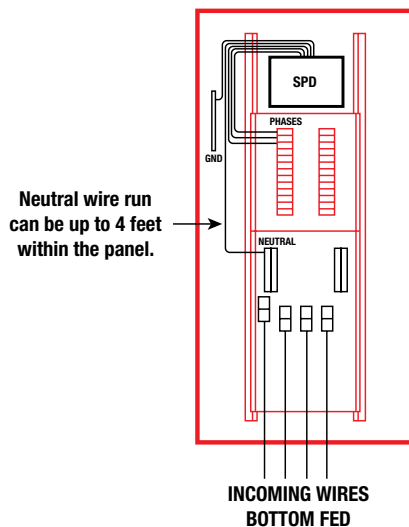 SPD
PHASES
GND
Neutral wire run
can be up to 4 feet
within the panel.
NEUTRAL
INCOMING WIRES
BOTTOM FED